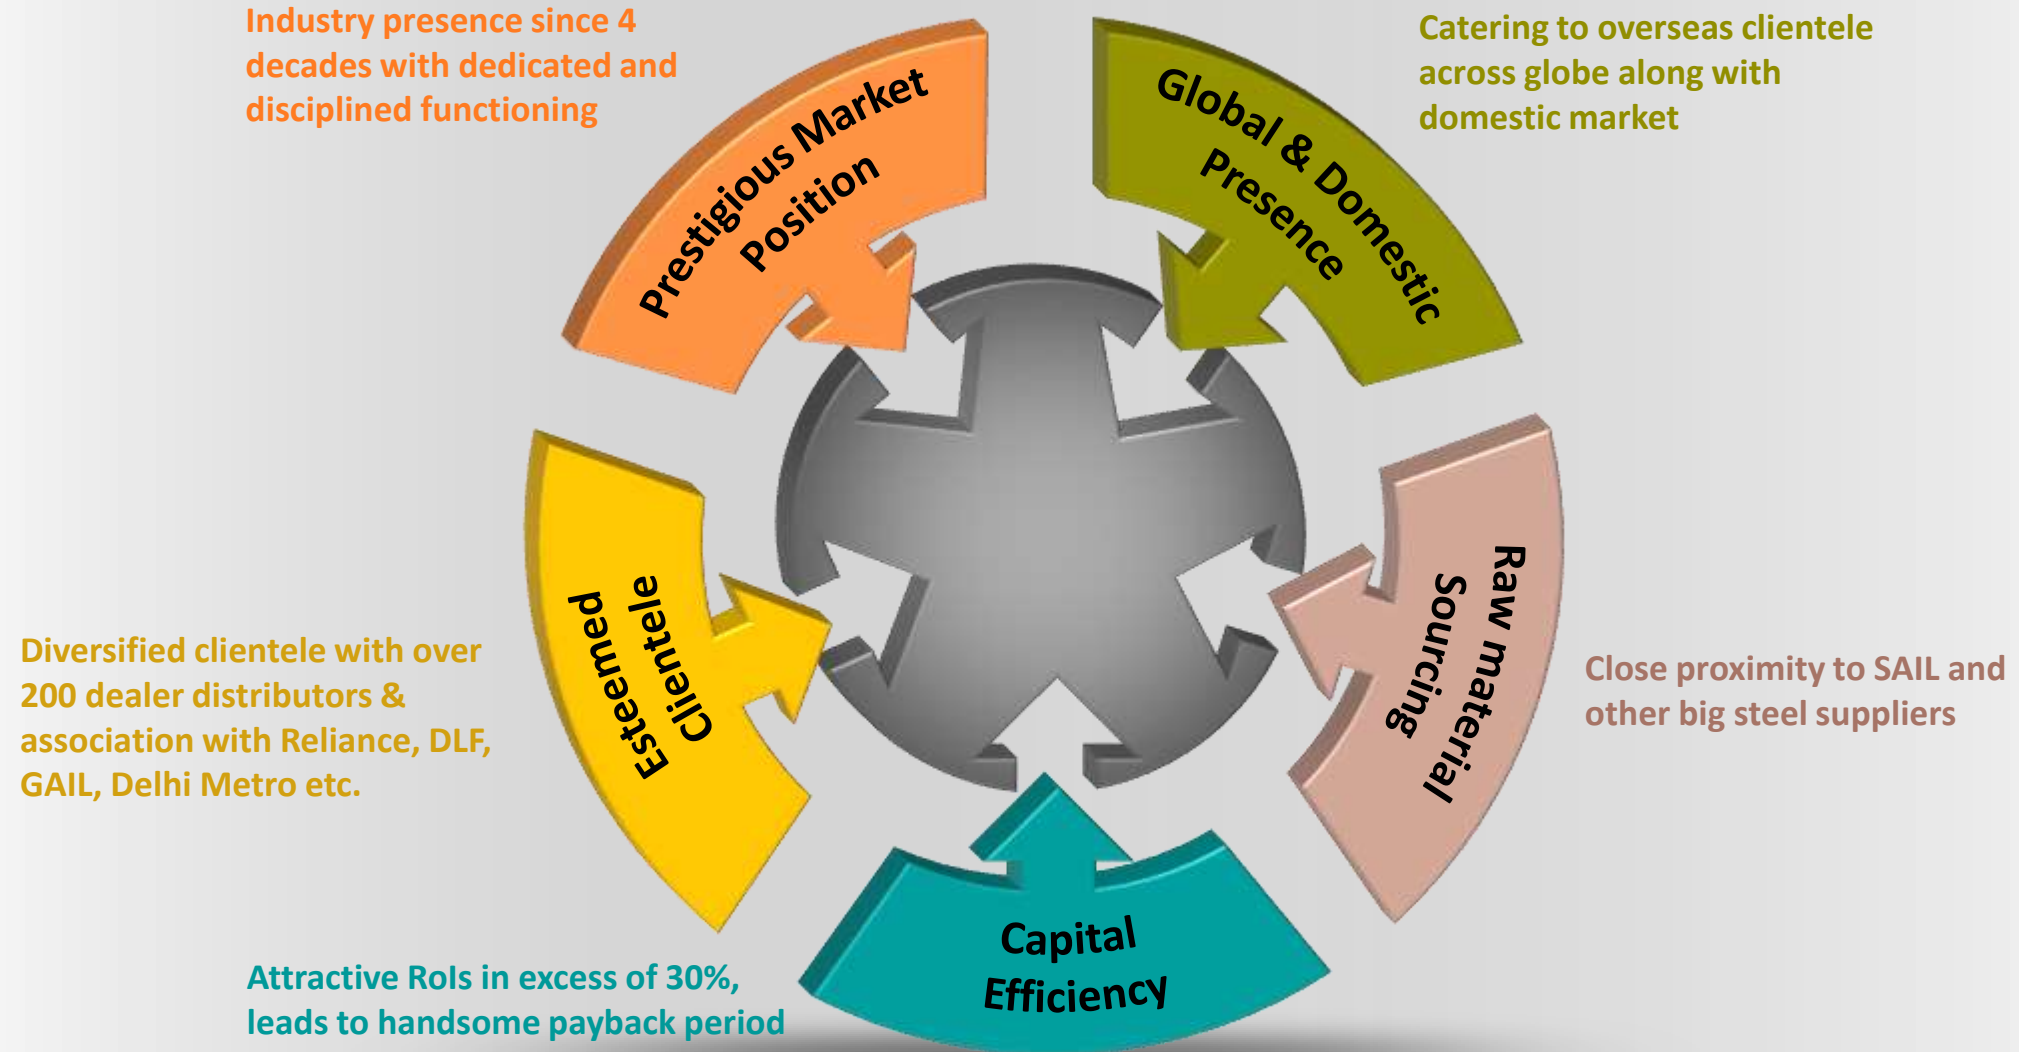 Industry presence since 4
decades with dedicated and
disciplined functioning
Prestigious Market
Position
Global & Domestic
Presence
Catering to overseas clientele
across globe along with
domestic market
Esteemed
Clientele
Diversified clientele with over
200 dealer distributors &
association with Reliance, DLF,
GAIL, Delhi Metro etc.
Raw material
Sourcing
Close proximity to SAIL and
other big steel suppliers
Capital
Efficiency
Attractive RoIs in excess of 30%,
leads to handsome payback period